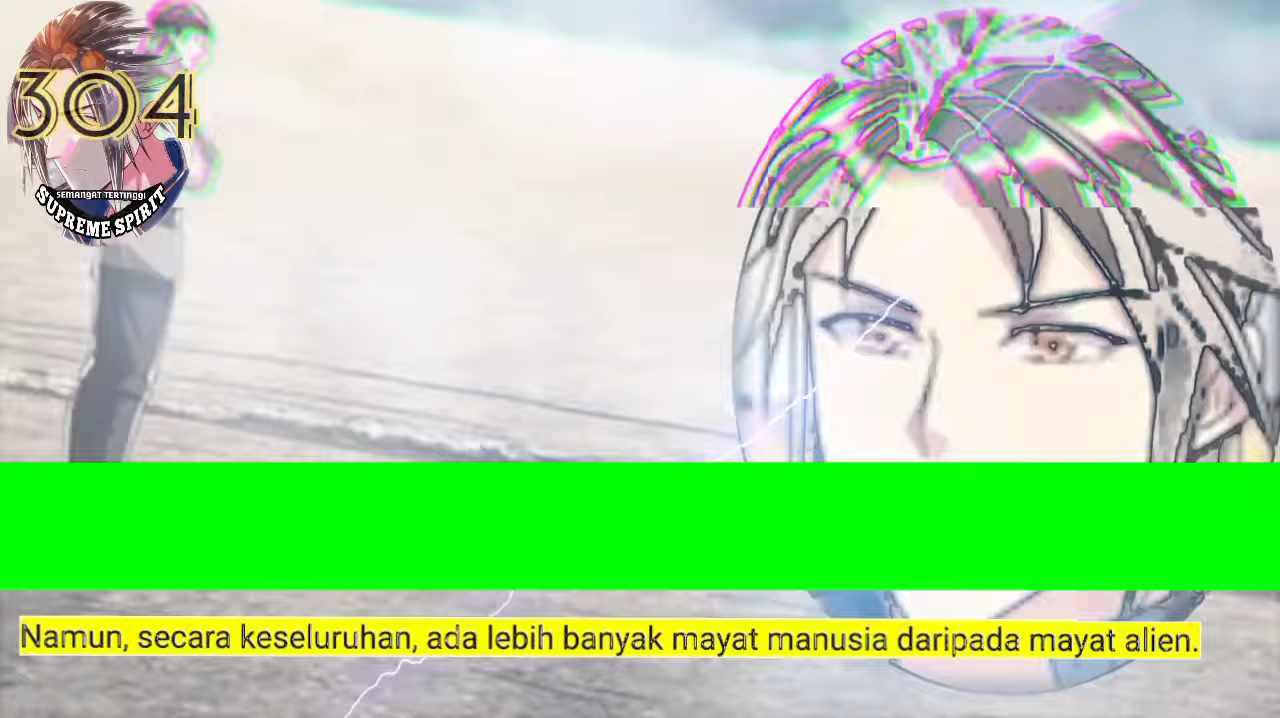 304
SEMANGAT TERTINGGI
SUPREME SPIRIT
Namun, secara keseluruhan, ada lebih banyak mayat manusia daripada mayat alien.